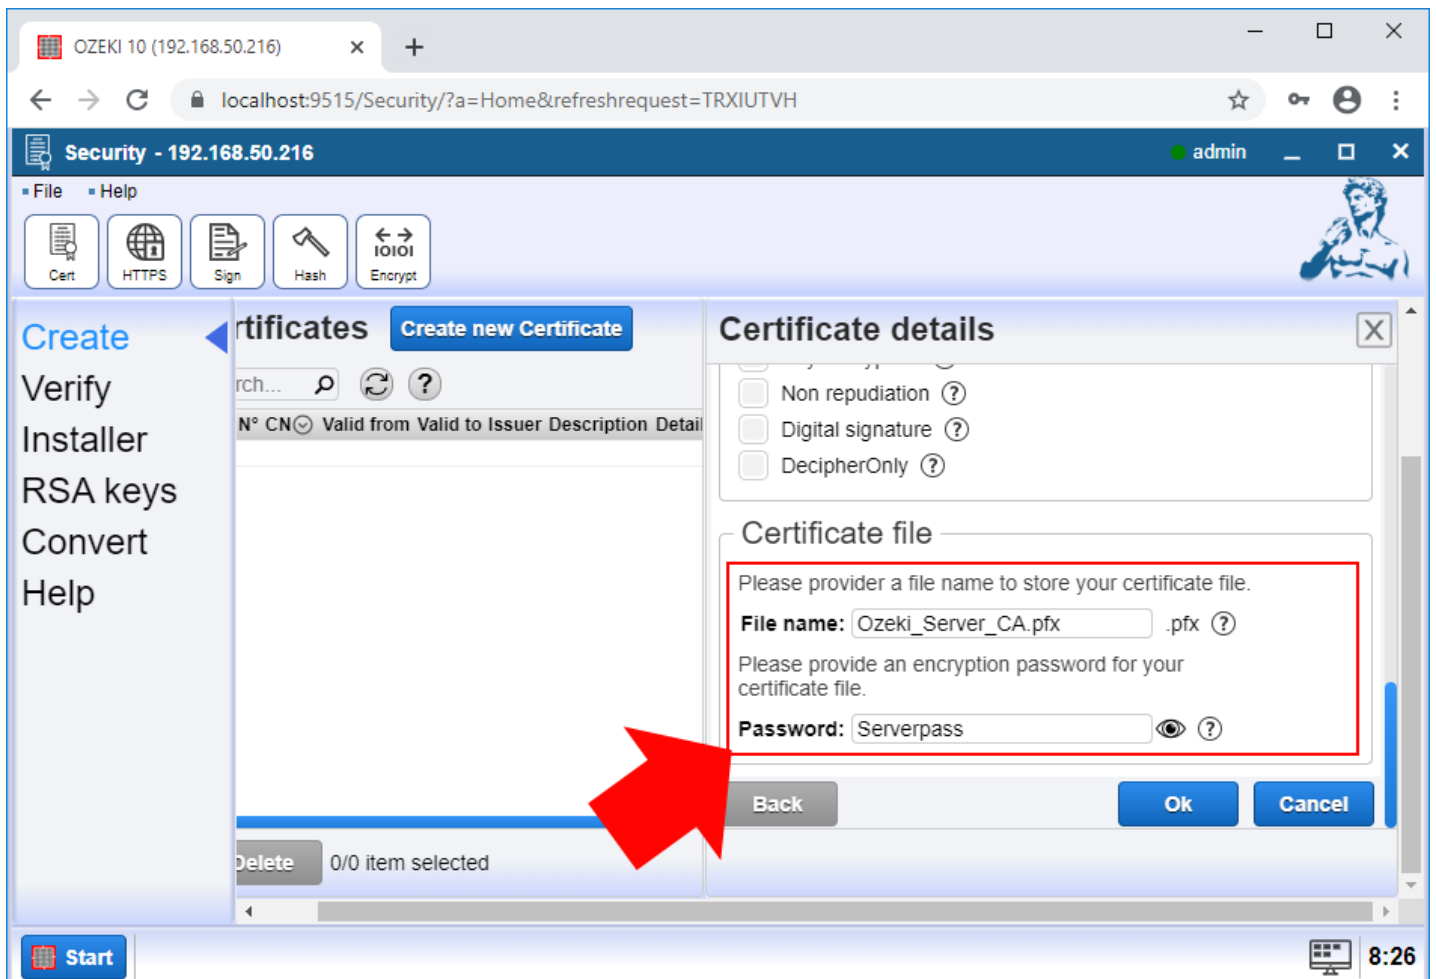 OZEKI 10 (192.168.50.216)
localhost:9515/Security/?a=Home&refreshrequest=TRXIUTVH
Security - 192.168.50.216
admin
File Help
Cert HTTPS Sign Hash Encrypt
IOIOI
Create
Verify
Installer
RSA keys
Convert
Help
rtificates Create new Certificate
rch... ?
N° CN Valid from Valid to Issuer Description Detail
Delete 0/0 item selected
Certificate details X
Non repudiation ?
Digital signature ?
DecipherOnly ?
Certificate file
Please provider a file name to store your certificate file.
File name: Ozeki_Server_CA.pfx .pfx ?
Please provide an encryption password for your
certificate file.
Password: Serverpass ?
Back Ok Cancel
Start 8:26